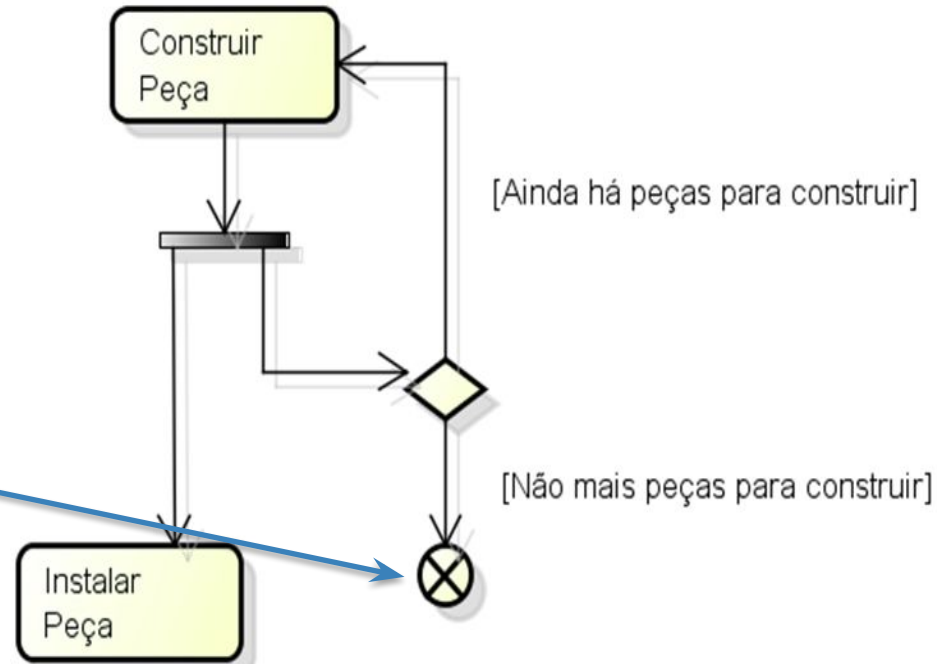 Construir
Peça
[Ainda há peças para construir]
[Não mais peças para construir]
Instalar
Peça